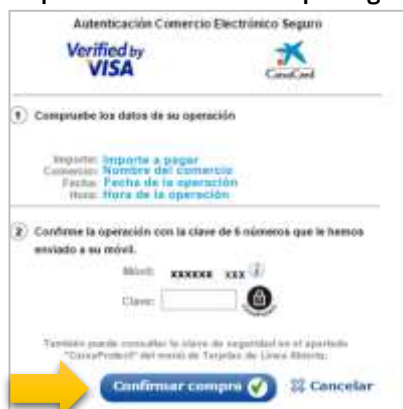 Autenticación Comercio Electrónico Seguro
Verified by
VISA
CaixaCard
1 Compruebe los datos de su operación
Importe: Importe a pagar
Comercio: Nombre del comercio
Fecha: Fecha de la operación
Hora: Hora de la operación
2 Confirme la operación con la clave de 6 números que le hemos
enviado a su móvil.
Móvil: xxxxxx xxx i
Clave:
También puede consultar la clave de seguridad en el apartado
"CaixaProtect" del menú de Tarjetas de Línea Abierta.
Confirmar compra Cancelar